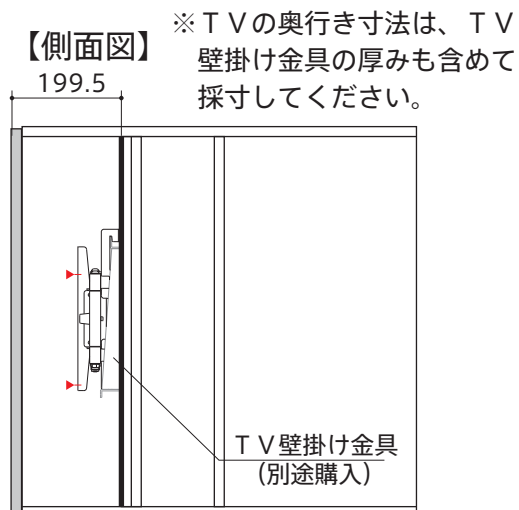 ※ＴＶの奥行き寸法は、ＴＶ
壁掛け金具の厚みも含めて
採寸してください。
【側面図】
199.5
ＴＶ壁掛け金具
(別途購入)